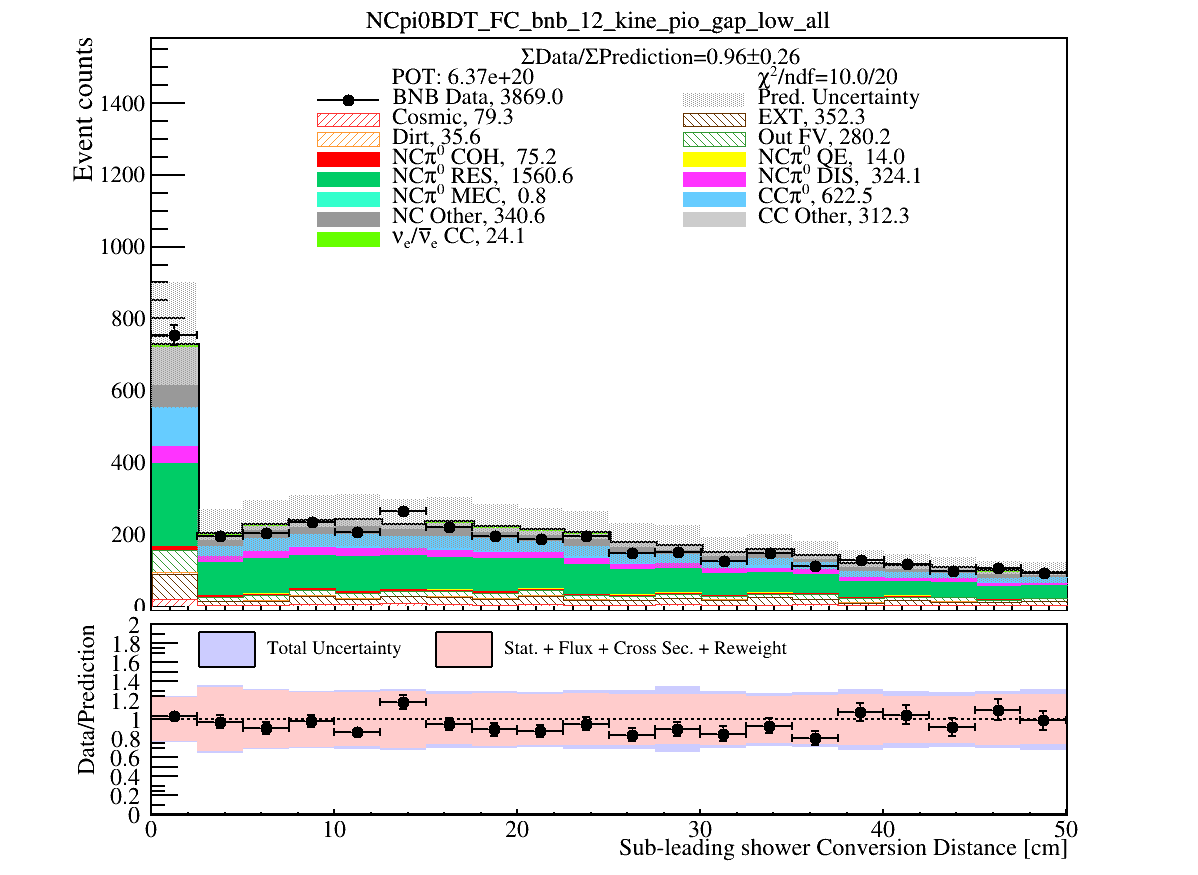 NCpi0BDT_FC_bnb_12_kine_pio_gap_low_all
ΣData/ΣPrediction=0.96±0.26
POT: 6.37e+20
χ²/ndf=10.0/20
BNB Data, 3869.0
Pred. Uncertainty
Cosmic, 79.3
EXT, 352.3
Dirt, 35.6
Out FV, 280.2
NCπ⁰ COH, 75.2
NCπ⁰ QE, 14.0
NCπ⁰ RES, 1560.6
NCπ⁰ DIS, 324.1
NCπ⁰ MEC, 0.8
CCπ⁰, 622.5
NC Other, 340.6
CC Other, 312.3
νₑ/ν̅ₑ CC, 24.1
Event counts
1400
1200
1000
800
600
400
200
0
Total Uncertainty
Stat. + Flux + Cross Sec. + Reweight
Data/Prediction
2
1.8
1.6
1.4
1.2
1
0.8
0.6
0.4
0.2
0
0 10 20 30 40 50
Sub-leading shower Conversion Distance [cm]